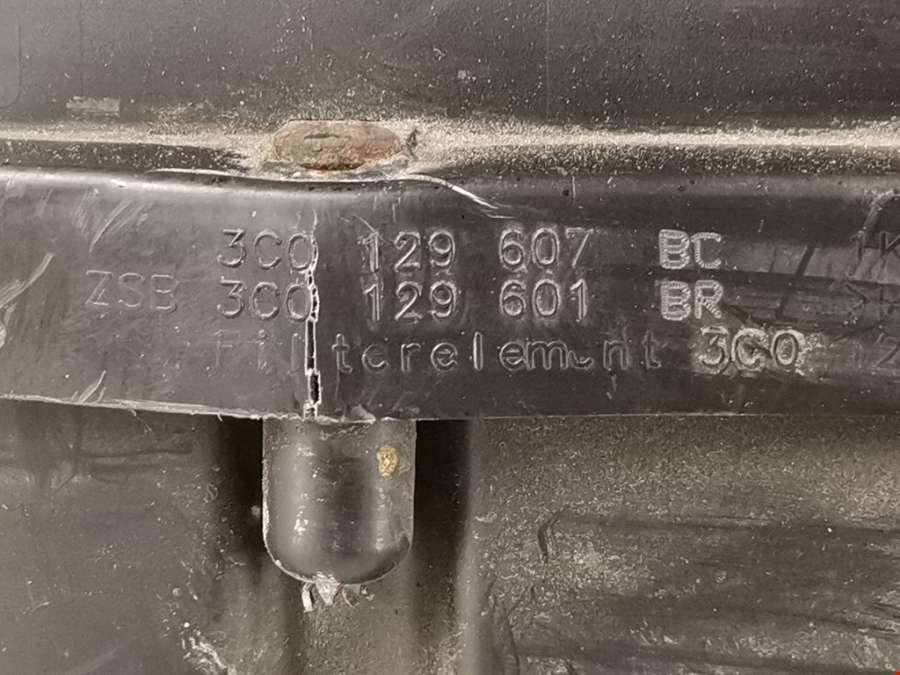 3C0 129 607 BC
ZSB 3C0 129 601 BR
Filterelement 3C0